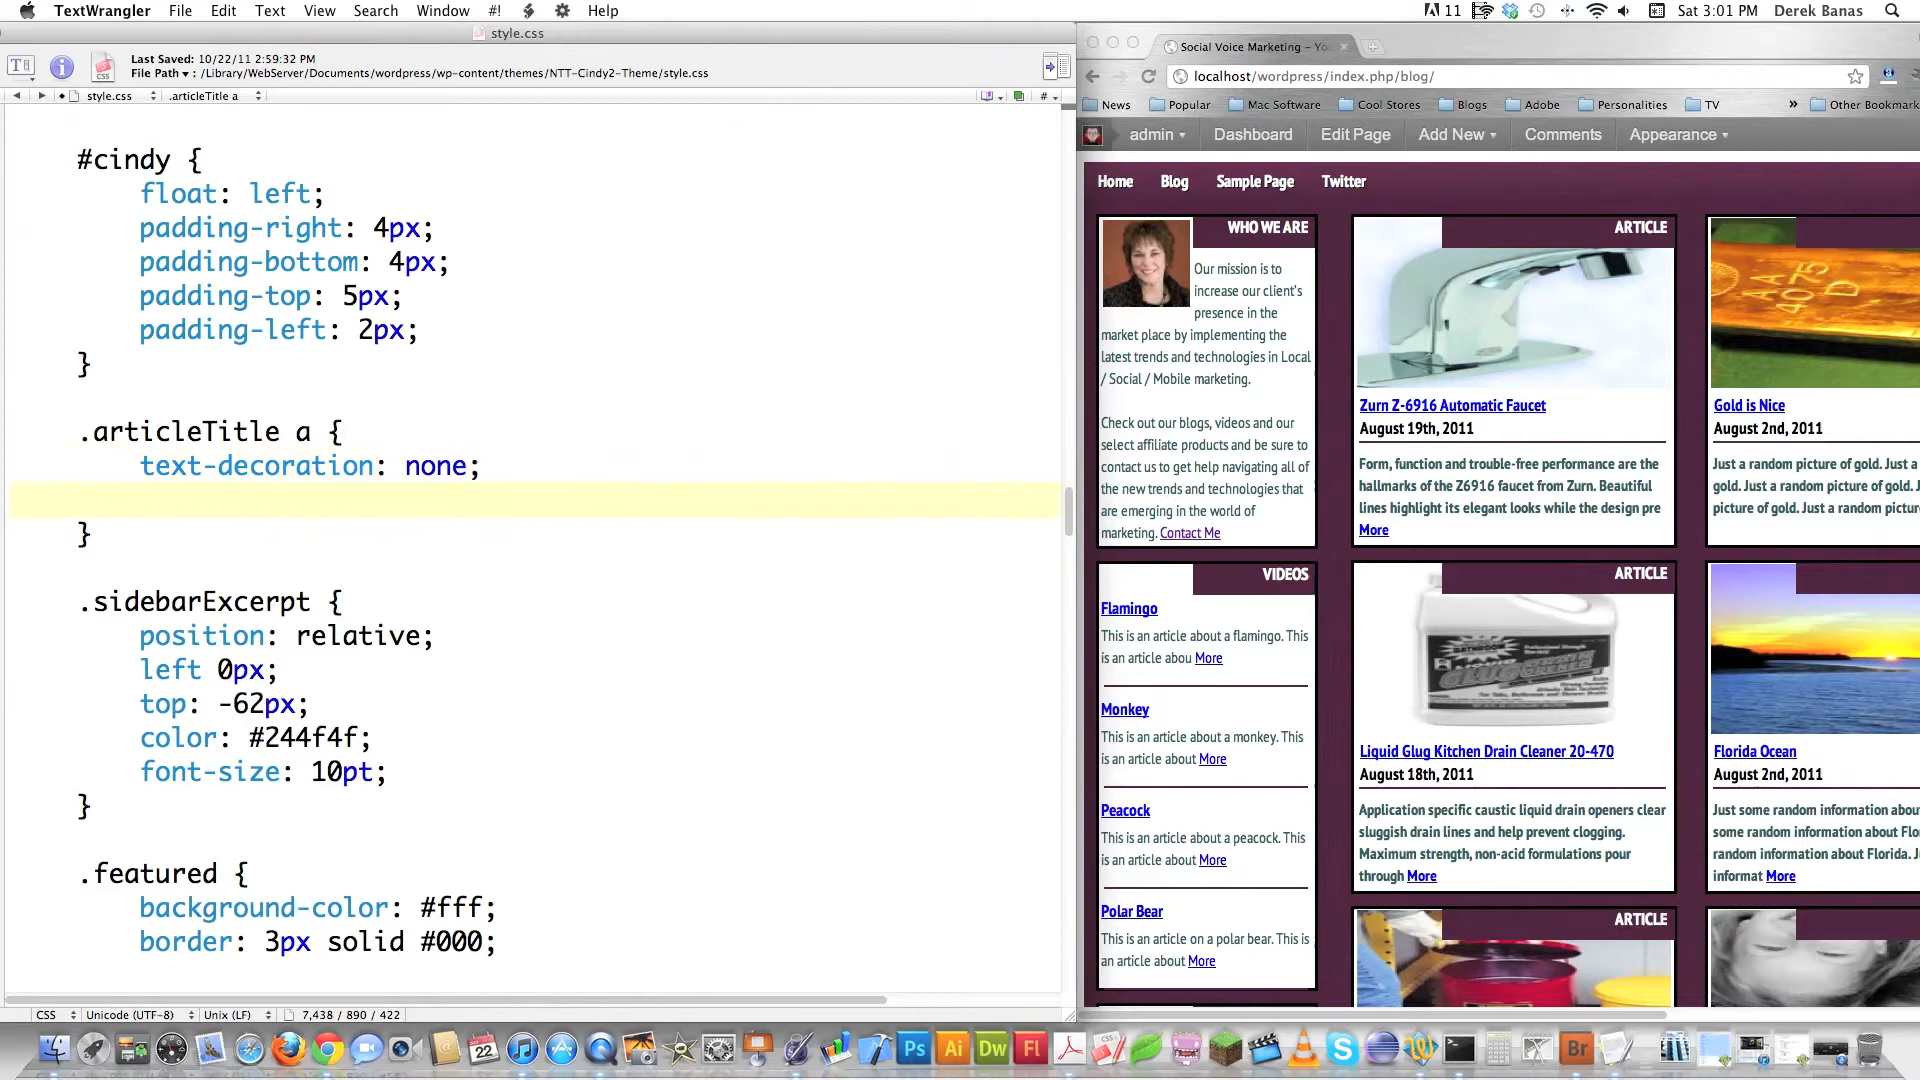 TextWrangler File Edit Text View Search Window #! Help
11 Sat 3:01 PM Derek Banas
style.css
Last Saved: 10/22/11 2:59:32 PM
File Path ▾ : /Library/WebServer/Documents/wordpress/wp-content/themes/NTT-Cindy2-Theme/style.css
style.css .articleTitle a
#cindy {
float: left;
padding-right: 4px;
padding-bottom: 4px;
padding-top: 5px;
padding-left: 2px;
}
.articleTitle a {
text-decoration: none;
}
.sidebarExcerpt {
position: relative;
left 0px;
top: -62px;
color: #244f4f;
font-size: 10pt;
}
.featured {
background-color: #fff;
border: 3px solid #000;
CSS Unicode (UTF-8) Unix (LF) 7,438 / 890 / 422
Social Voice Marketing – Yo
localhost/wordpress/index.php/blog/
News Popular Mac Software Cool Stores Blogs Adobe Personalities TV » Other Bookmark
admin Dashboard Edit Page Add New Comments Appearance
Home Blog Sample Page Twitter
WHO WE ARE
Our mission is to
increase our client's
presence in the
market place by implementing the
latest trends and technologies in Local
/ Social / Mobile marketing.
Check out our blogs, videos and our
select affiliate products and be sure to
contact us to get help navigating all of
the new trends and technologies that
are emerging in the world of
marketing. Contact Me
VIDEOS
Flamingo
This is an article about a flamingo. This
is an article abou More
Monkey
This is an article about a monkey. This
is an article about More
Peacock
This is an article about a peacock. This
is an article about More
Polar Bear
This is an article on a polar bear. This is
an article about More
ARTICLE
Zurn Z-6916 Automatic Faucet
August 19th, 2011
Form, function and trouble-free performance are the
hallmarks of the Z6916 faucet from Zurn. Beautiful
lines highlight its elegant looks while the design pre
More
ARTICLE
Liquid Glug Kitchen Drain Cleaner 20-470
August 18th, 2011
Application specific caustic liquid drain openers clear
sluggish drain lines and help prevent clogging.
Maximum strength, non-acid formulations pour
through More
ARTICLE
Gold is Nice
August 2nd, 2011
Just a random picture of gold. Just a
gold. Just a random picture of gold. J
picture of gold. Just a random pictur
Florida Ocean
August 2nd, 2011
Just some random information abou
some random information about Flo
random information about Florida. J
informat More
22 Ps Ai Dw Fl Br